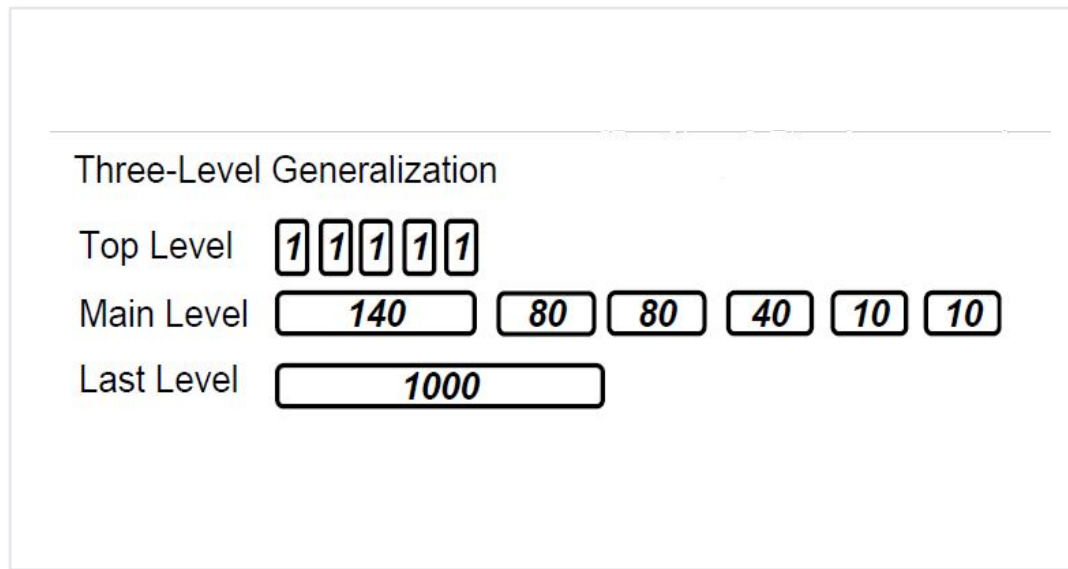 Three-Level Generalization
Top Level 1 1 1 1 1
Main Level 140 80 80 40 10 10
Last Level 1000